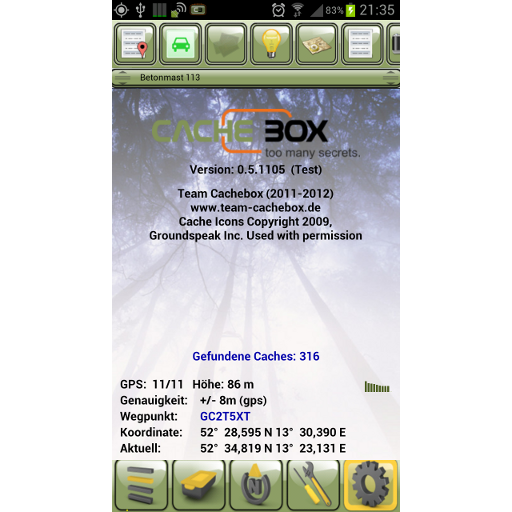 83% 21:35
Betonmast 113
CACHE BOX
too many secrets.
Version: 0.5.1105 (Test)
Team Cachebox (2011-2012)
www.team-cachebox.de
Cache Icons Copyright 2009,
Groundspeak Inc. Used with permission
Gefundene Caches: 316
GPS: 11/11 Höhe: 86 m
Genauigkeit: +/- 8m (gps)
Wegpunkt: GC2T5XT
Koordinate: 52° 28,595 N 13° 30,390 E
Aktuell: 52° 34,819 N 13° 23,131 E
N